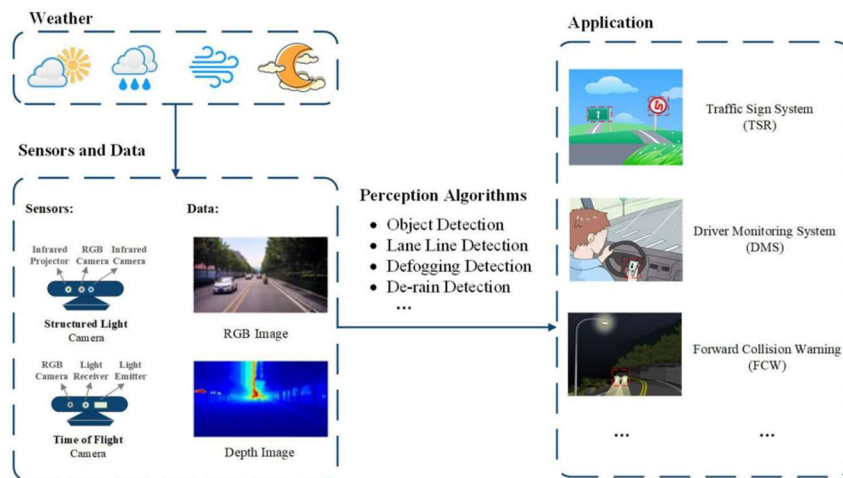 Weather
Sensors and Data
Sensors:
Data:
Infrared
Projector
RGB
Camera
Infrared
Camera
Structured Light
Camera
RGB Image
RGB
Camera
Light
Receiver
Light
Emitter
Time of Flight
Camera
Depth Image
Perception Algorithms
• Object Detection
• Lane Line Detection
• Defogging Detection
• De-rain Detection
...
Application
Traffic Sign System
(TSR)
Driver Monitoring System
(DMS)
Forward Collision Warning
(FCW)
...
...